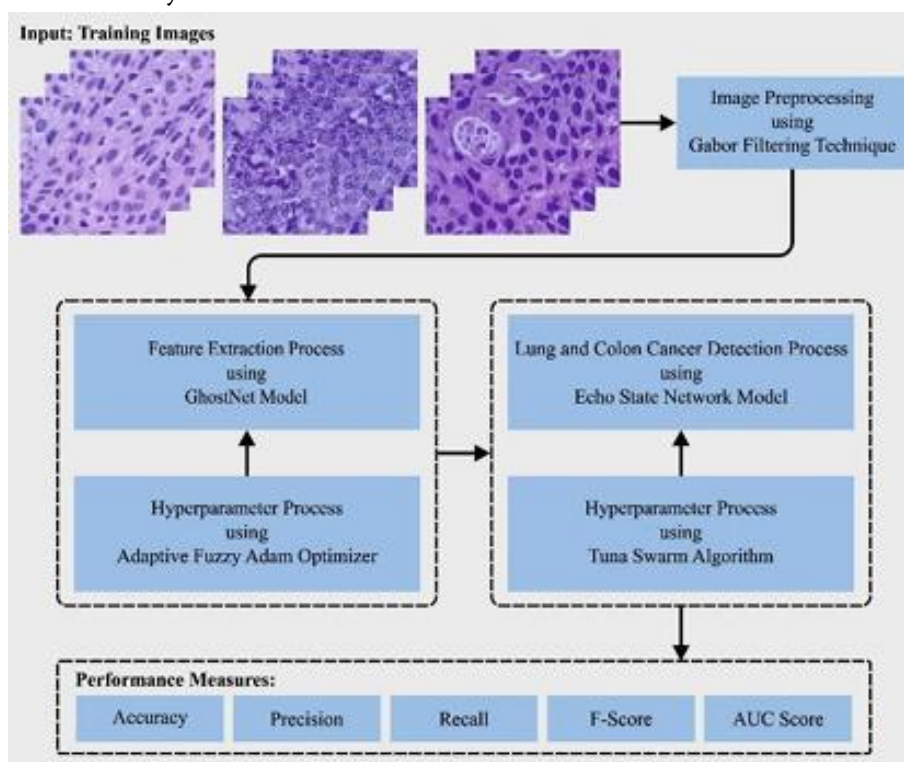 Input: Training Images
Image Preprocessing
using
Gabor Filtering Technique
Feature Extraction Process
using
GhostNet Model
Hyperparameter Process
using
Adaptive Fuzzy Adam Optimizer
Lung and Colon Cancer Detection Process
using
Echo State Network Model
Hyperparameter Process
using
Tuna Swarm Algorithm
Performance Measures:
Accuracy
Precision
Recall
F-Score
AUC Score